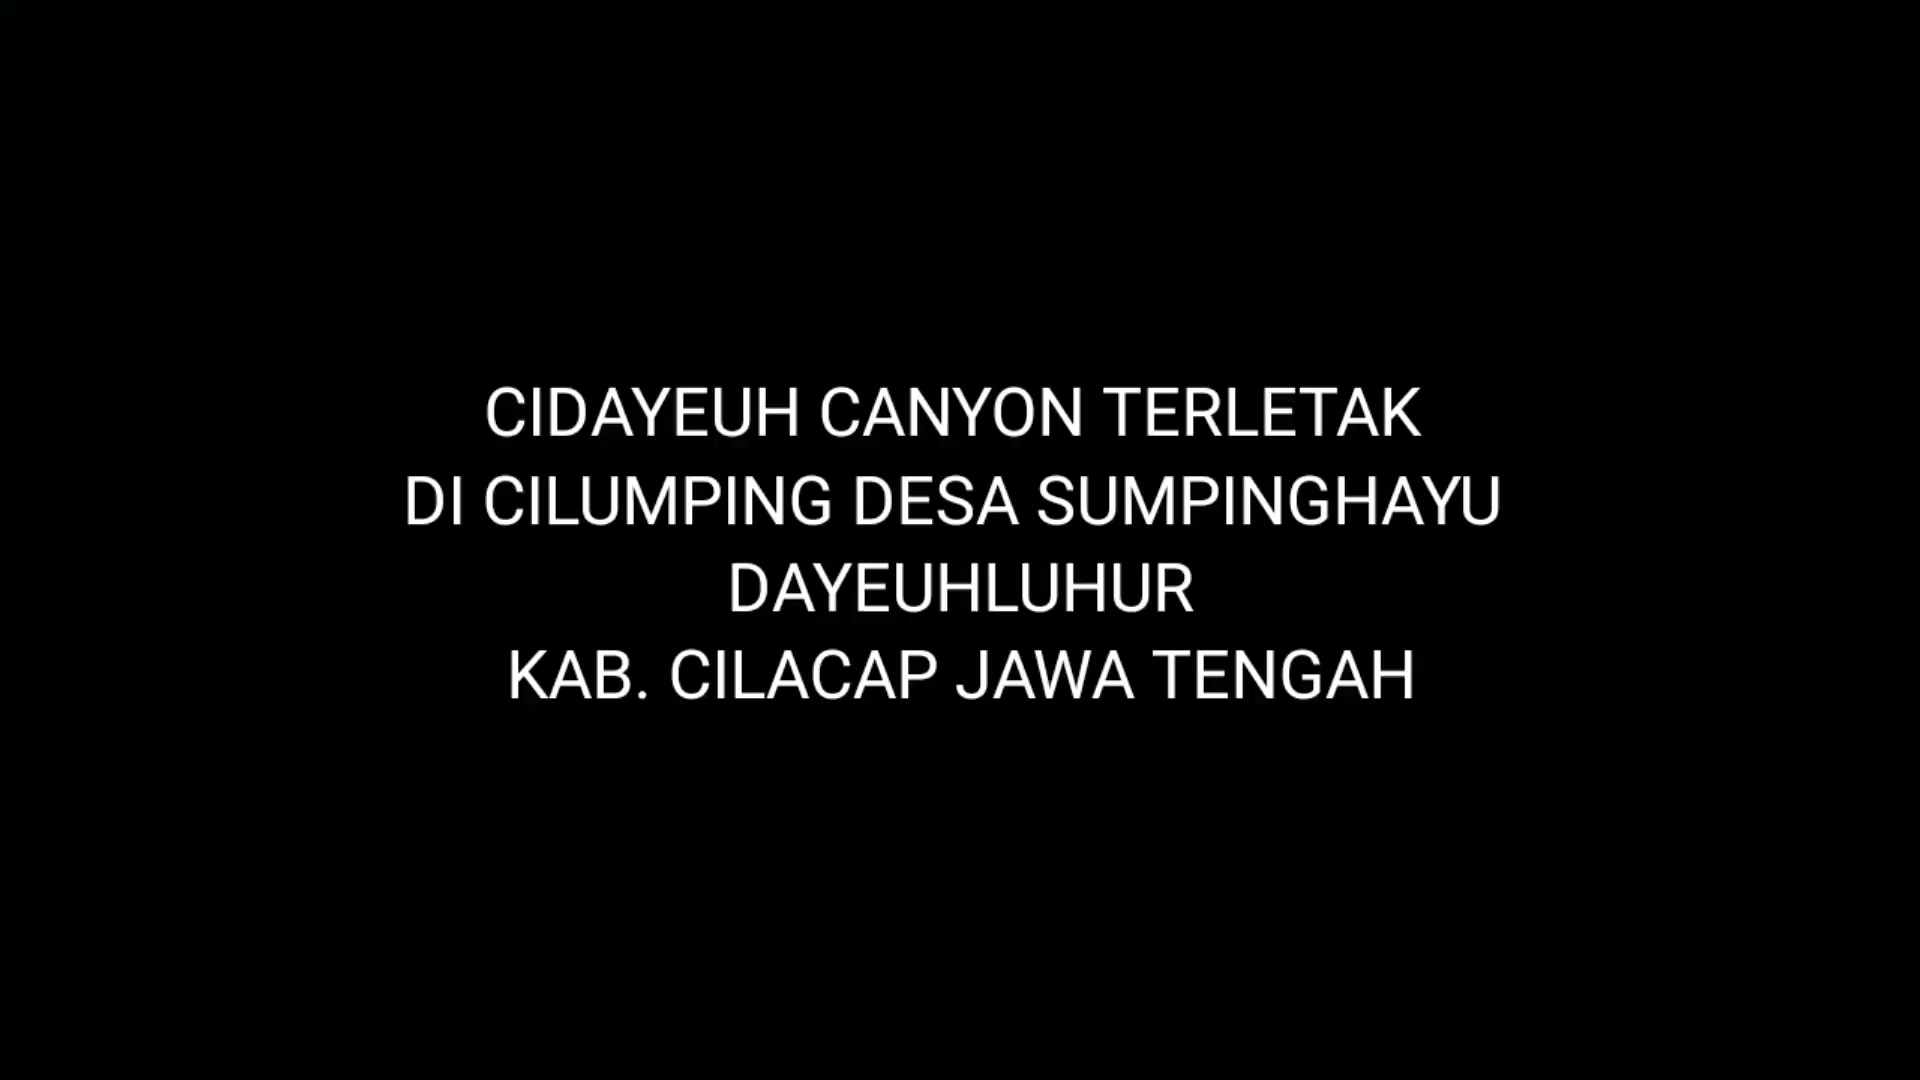 CIDAYEUH CANYON TERLETAK
DI CILUMPING DESA SUMPINGHAYU
DAYEUHLUHUR
KAB. CILACAP JAWA TENGAH